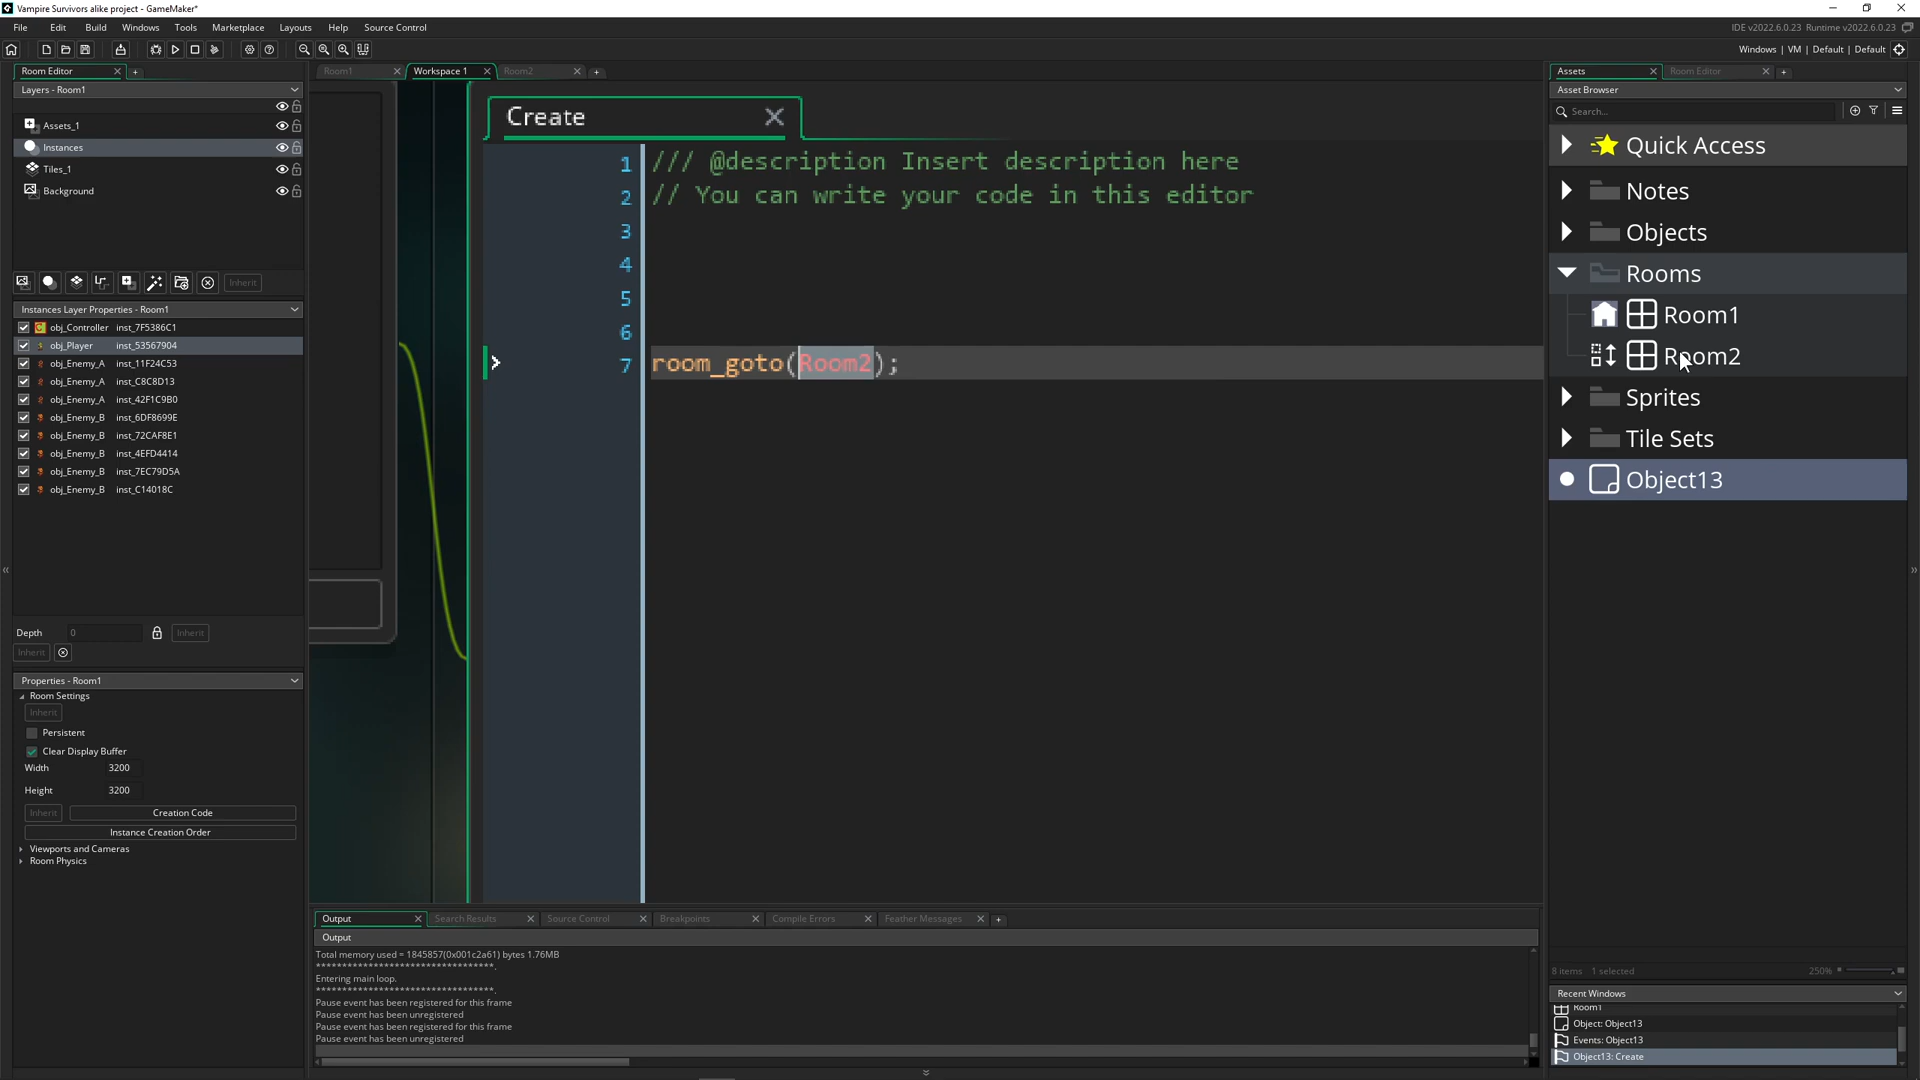 Vampire Survivors alike project - GameMaker*
File Edit Build Windows Tools Marketplace Layouts Help Source Control
IDE v2022.6.0.23 Runtime v2022.6.0.23
Windows | VM | Default | Default
Room Editor
Layers - Room1
Assets_1
Instances
Tiles_1
Background
Inherit
Instances Layer Properties - Room1
obj_Controller inst_7F5386C1
obj_Player inst_53567904
obj_Enemy_A inst_11F24C53
obj_Enemy_A inst_C8C8D13
obj_Enemy_A inst_42F1C9B0
obj_Enemy_B inst_6DF8699E
obj_Enemy_B inst_72CAF8E1
obj_Enemy_B inst_4EFD4414
obj_Enemy_B inst_7EC79D5A
obj_Enemy_B inst_C14018C
Depth 0 Inherit
Inherit
Properties - Room1
Room Settings
Inherit
Persistent
Clear Display Buffer
Width 3200
Height 3200
Inherit Creation Code
Instance Creation Order
Viewports and Cameras
Room Physics
Room1 Workspace 1 Room2
Create
1 /// @description Insert description here
2 // You can write your code in this editor
3
4
5
6
7 room_goto(Room2);
Output Search Results Source Control Breakpoints Compile Errors Feather Messages
Output
Total memory used = 1845857(0x001c2a61) bytes 1.76MB
**********************************.
Entering main loop.
**********************************.
Pause event has been registered for this frame
Pause event has been unregistered
Pause event has been registered for this frame
Pause event has been unregistered
Assets Room Editor
Asset Browser
Search...
Quick Access
Notes
Objects
Rooms
Room1
Room2
Sprites
Tile Sets
Object13
8 items 1 selected 250%
Recent Windows
Room1
Object: Object13
Events: Object13
Object13: Create